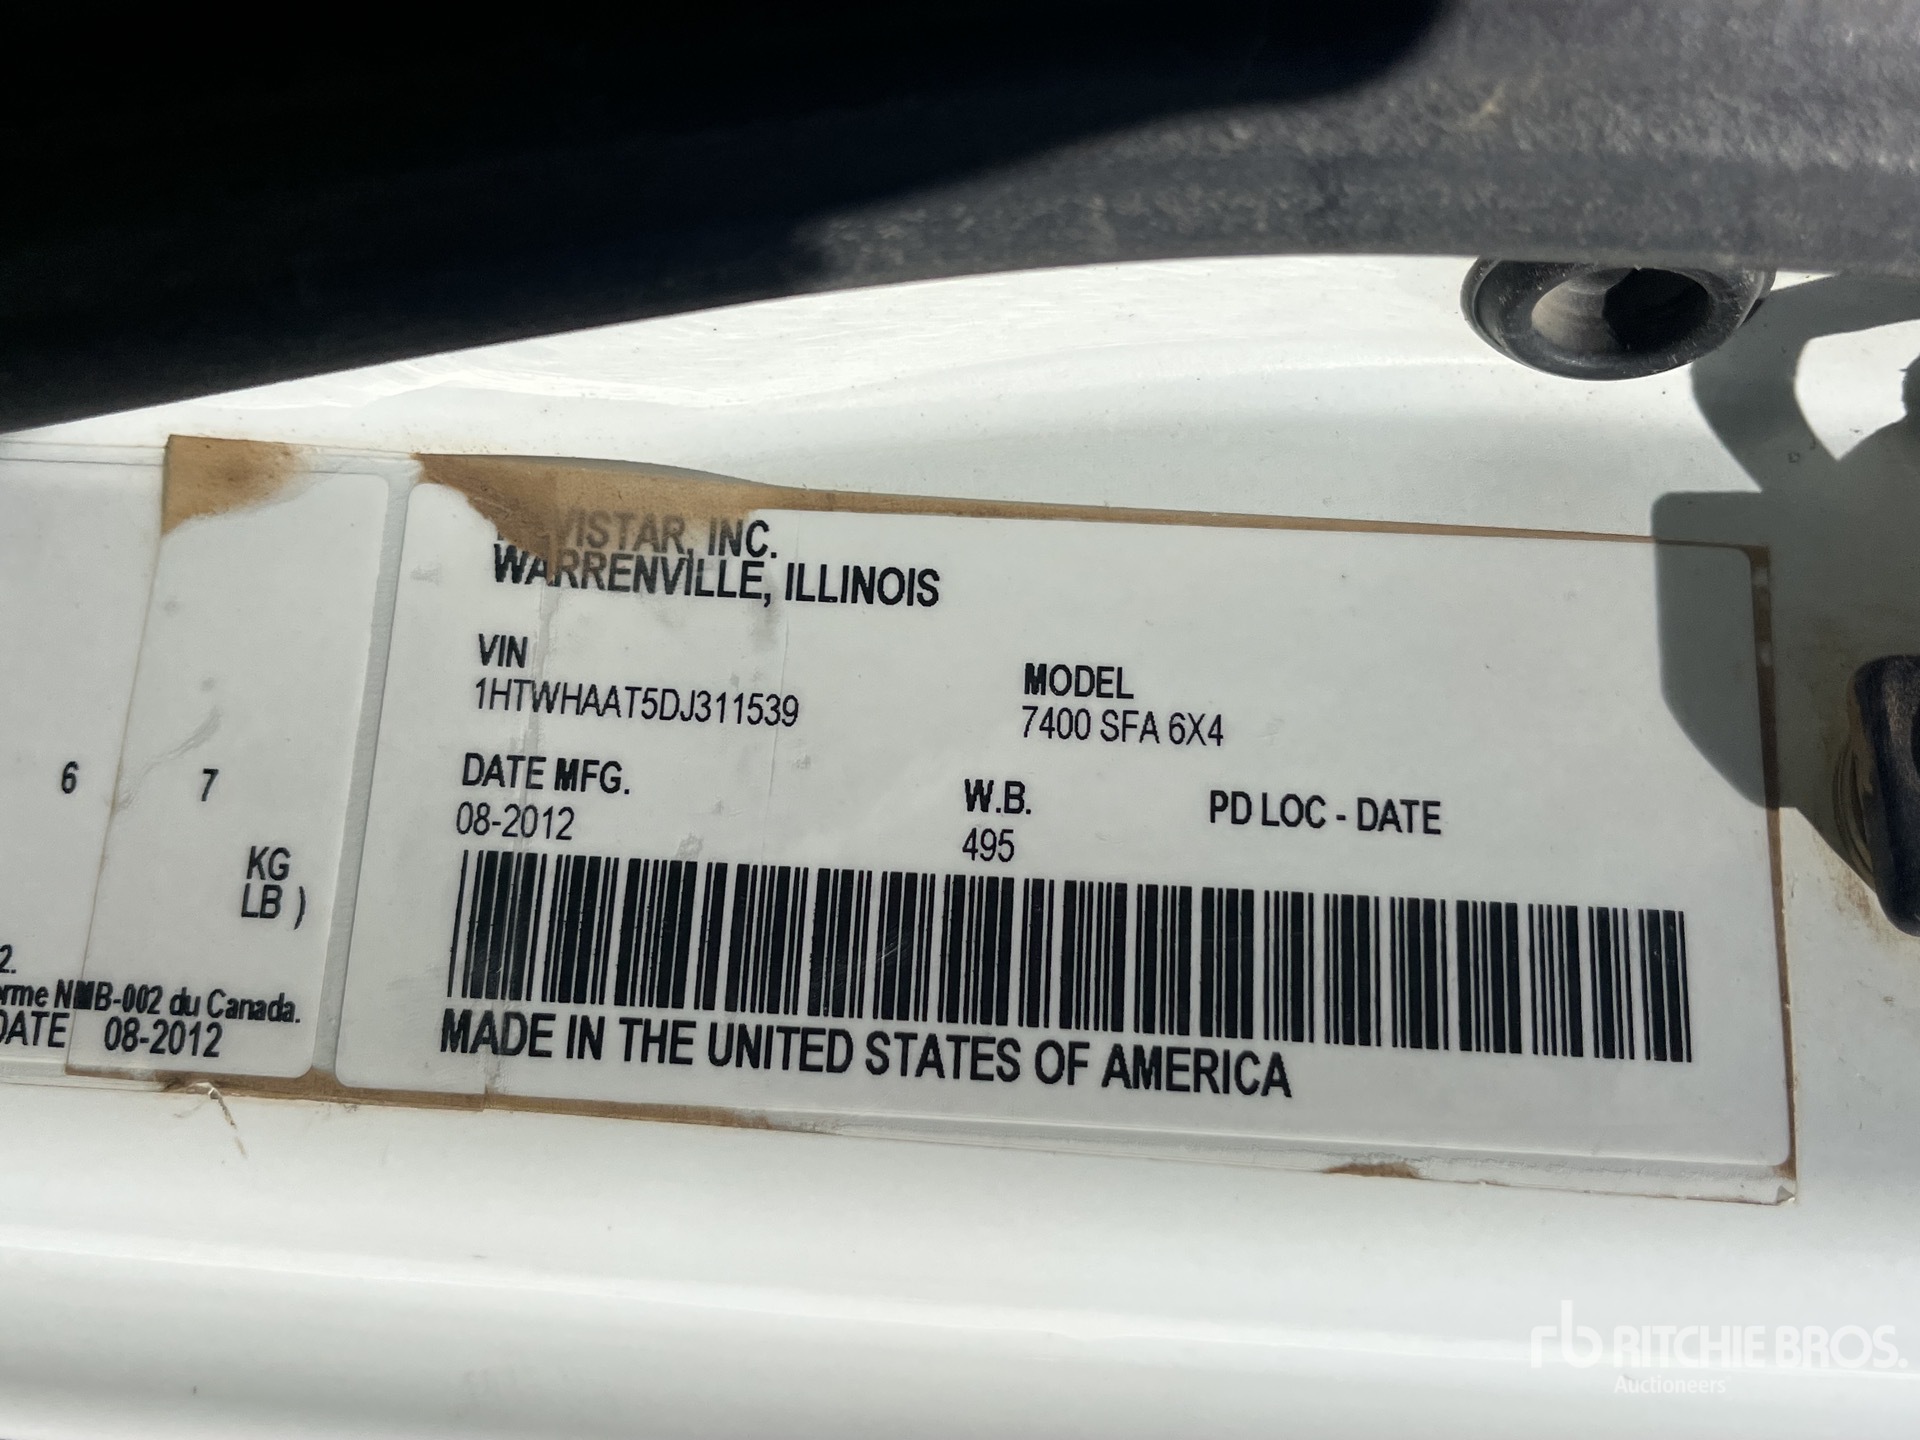 VISTAR, INC.
WARRENVILLE, ILLINOIS
VIN
1HTWHAAT5DJ311539
MODEL
7400 SFA 6X4
DATE MFG.
08-2012
W.B.
495
PD LOC - DATE
MADE IN THE UNITED STATES OF AMERICA
6 7
KG
LB )
2.
orme NMB-002 du Canada.
DATE 08-2012
rb RITCHIE BROS.
Auctioneers